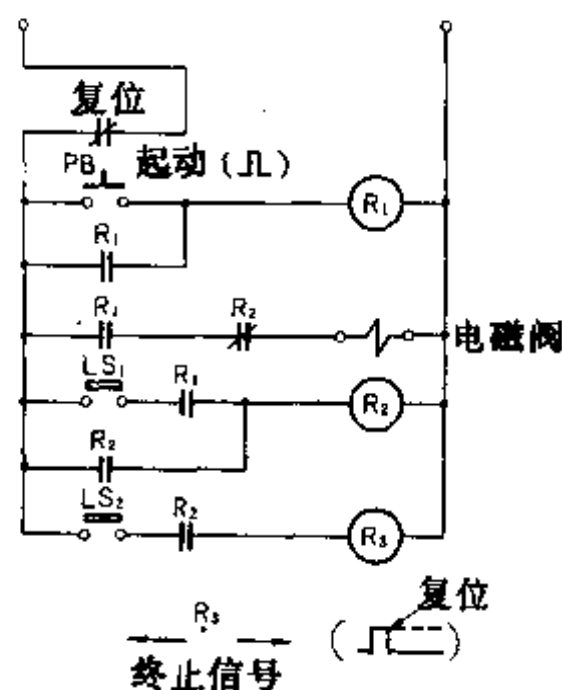 复位
PB 起动 (⎍)
R₁
R₁
R₁ R₂
电磁阀
LS₁ R₁
R₂
R₂
LS₂ R₂
R₃
R₃
复位
终止信号